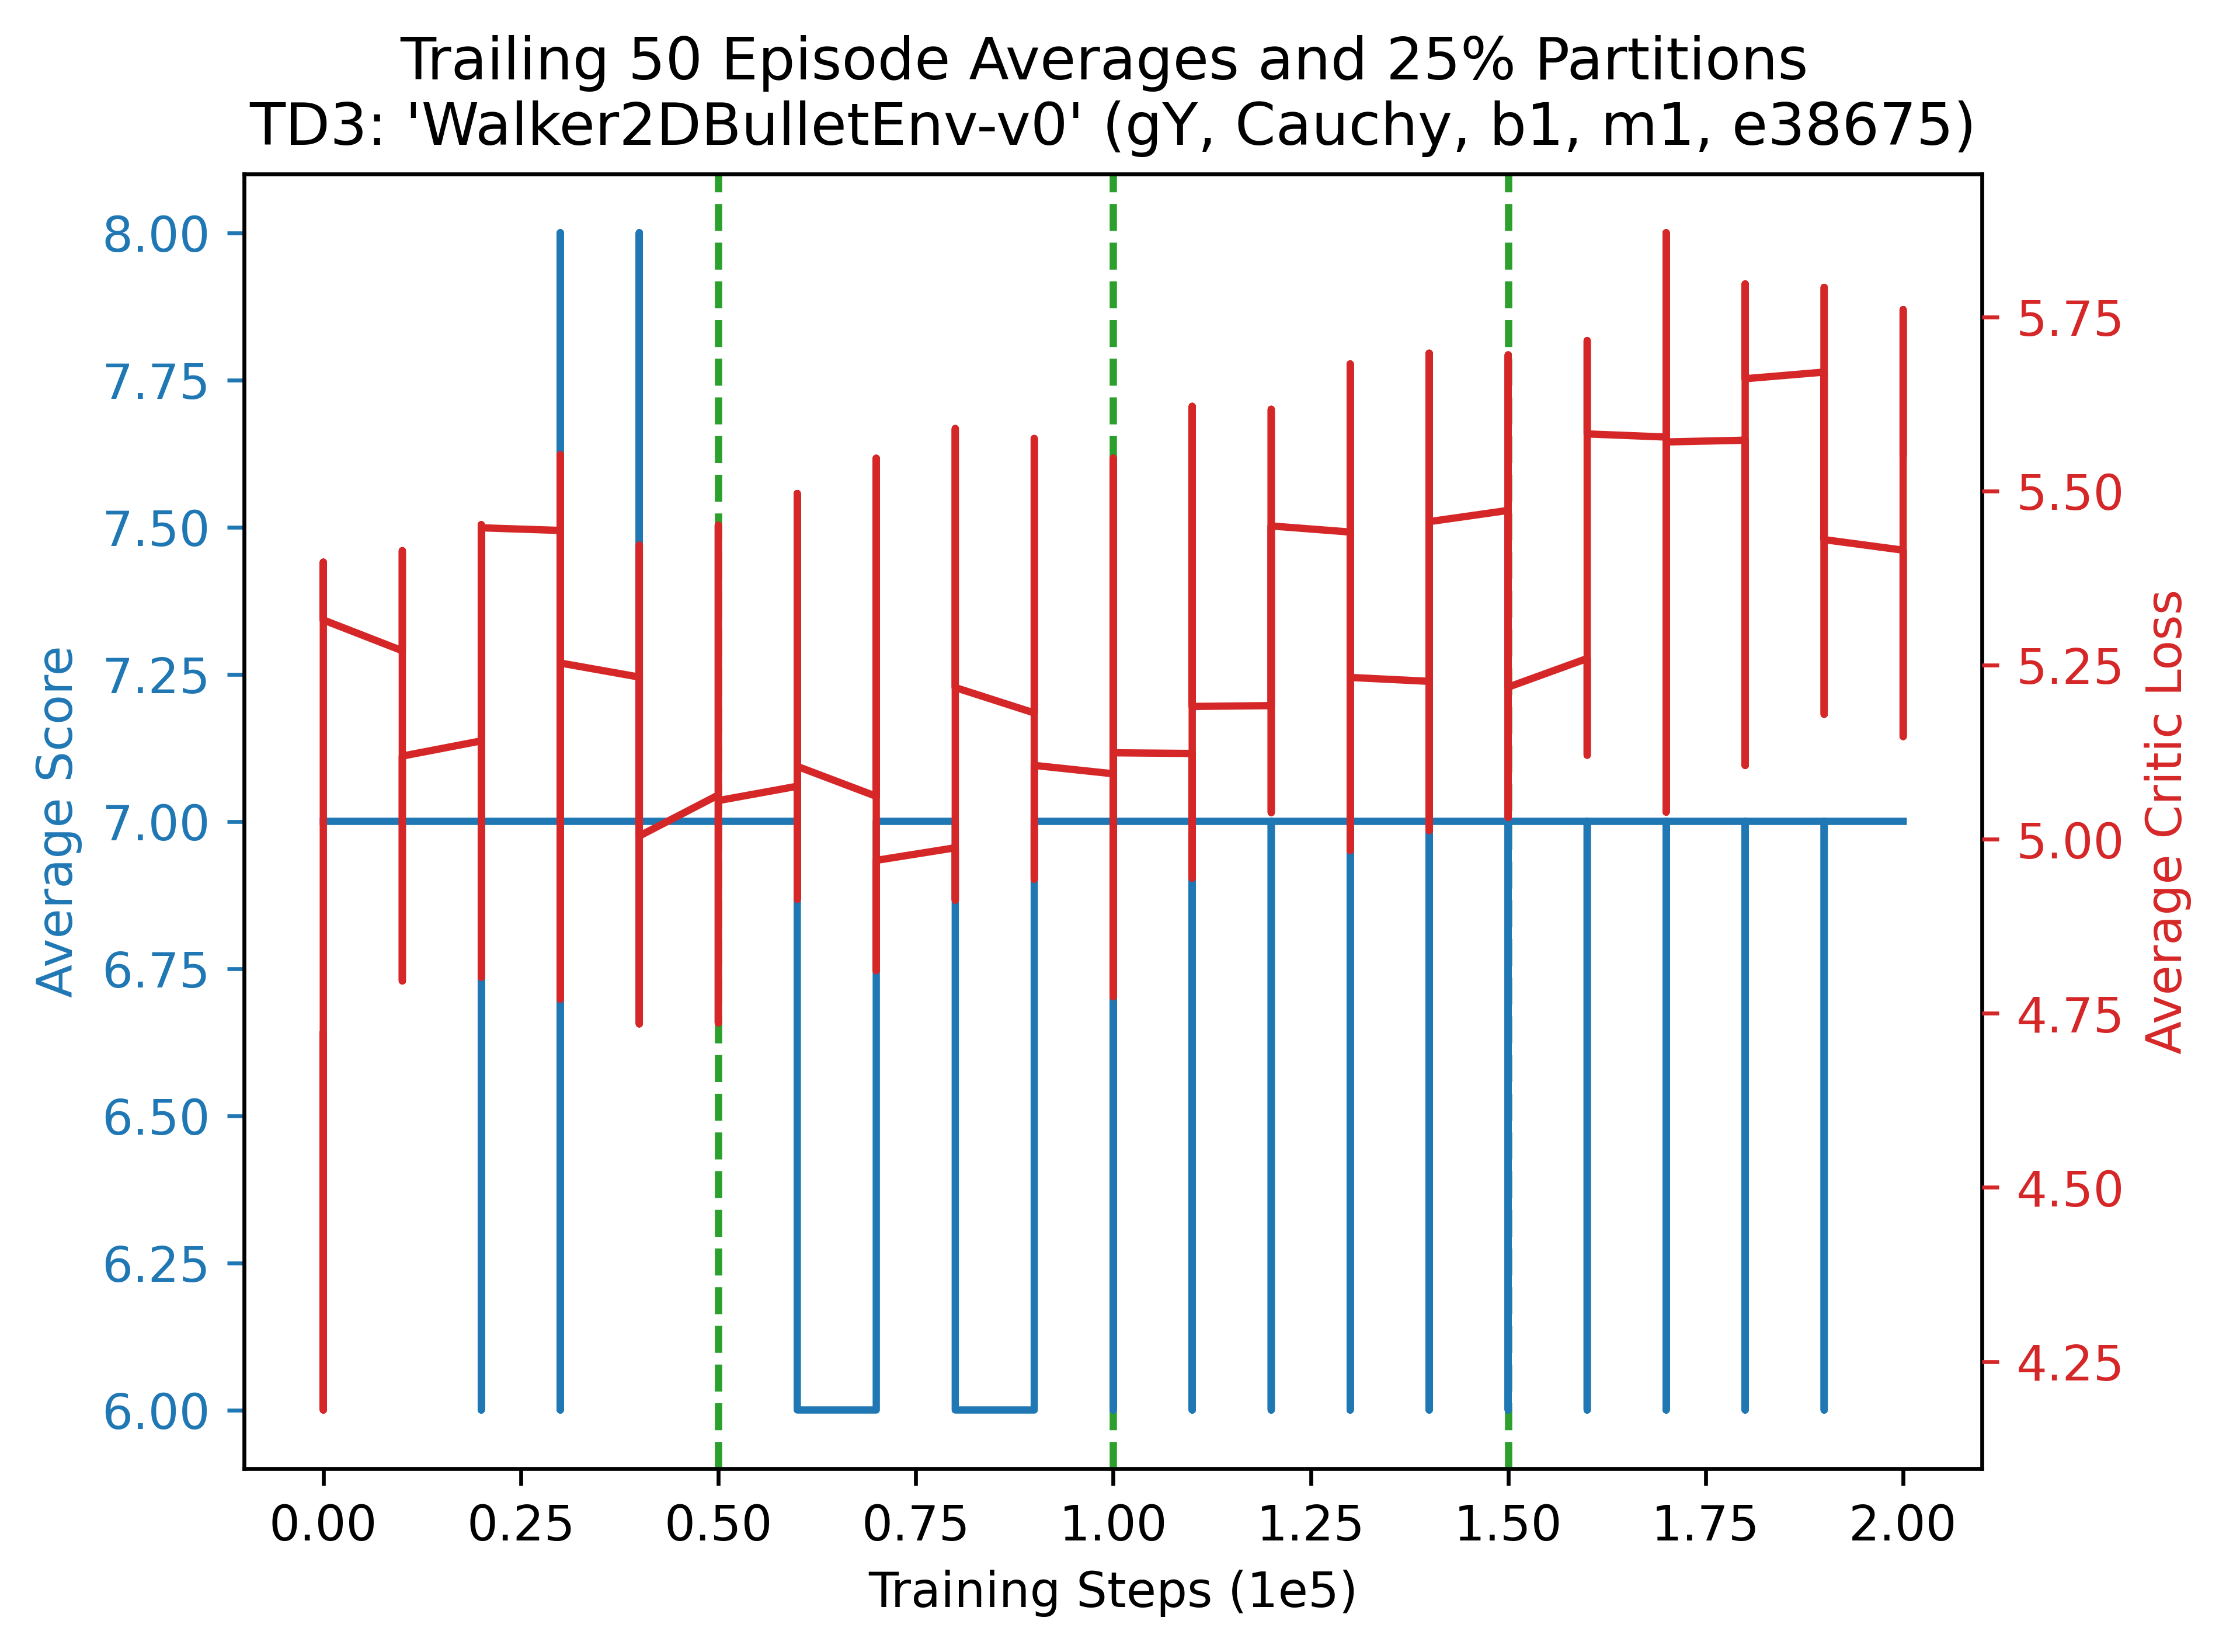 Trailing 50 Episode Averages and 25% Partitions
TD3: 'Walker2DBulletEnv-v0' (gY, Cauchy, b1, m1, e38675)
Average Score
8.00
7.75
7.50
7.25
7.00
6.75
6.50
6.25
6.00
5.75
5.50
5.25
5.00
4.75
4.50
4.25
Average Critic Loss
0.00 0.25 0.50 0.75 1.00 1.25 1.50 1.75 2.00
Training Steps (1e5)